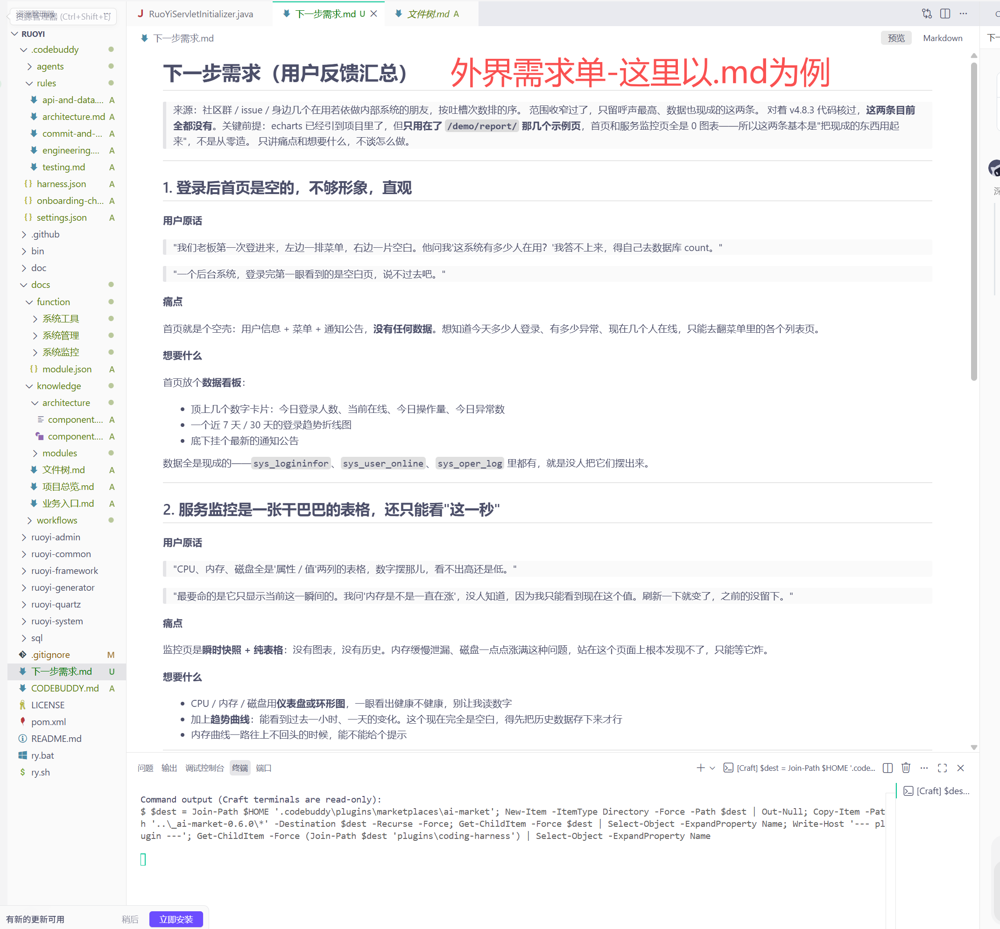 资源管理器 (Ctrl+Shift+E)
RUOYI
.codebuddy
agents
rules
api-and-data.... A
architecture.md A
commit-and-... A
engineering.... A
testing.md A
harness.json A
onboarding-ch... A
settings.json A
.github
bin
doc
docs
function
系统工具
系统管理
系统监控
module.json A
knowledge
architecture
component.... A
component.... A
modules
文件树.md A
项目总览.md A
业务入口.md A
workflows
ruoyi-admin
ruoyi-common
ruoyi-framework
ruoyi-generator
ruoyi-quartz
ruoyi-system
sql
.gitignore M
下一步需求.md U
CODEBUDDY.md A
LICENSE
pom.xml
README.md
ry.bat
ry.sh
有新的更新可用 稍后 立即安装
RuoYiServletInitializer.java 下一步需求.md U 文件树.md A
下一步需求.md 预览 Markdown
下一步需求（用户反馈汇总）
外界需求单-这里以.md为例
来源：社区群 / issue / 身边几个在用若依做内部系统的朋友，按吐槽次数排的序。 范围收窄过了，只留呼声最高、数据也现成的这两条。 对着 v4.8.3 代码核过，这两条目前
全都没有。关键前提：echarts 已经引到项目里了，但只用在了 /demo/report/ 那几个示例页，首页和服务监控页全是 0 图表——所以这两条基本是"把现成的东西用起
来"，不是从零造。 只讲痛点和想要什么，不谈怎么做。
1. 登录后首页是空的，不够形象，直观
用户原话
"我们老板第一次登进来，左边一排菜单，右边一片空白。他问我'这系统有多少人在用？'我答不上来，得自己去数据库 count。"
"一个后台系统，登录完第一眼看到的是空白页，说不过去吧。"
痛点
首页就是个空壳：用户信息 + 菜单 + 通知公告，没有任何数据。想知道今天多少人登录、有多少异常、现在几个人在线，只能去翻菜单里的各个列表页。
想要什么
首页放个数据看板：
• 顶上几个数字卡片：今日登录人数、当前在线、今日操作量、今日异常数
• 一个近 7 天 / 30 天的登录趋势折线图
• 底下挂个最新的通知公告
数据全是现成的——sys_logininfor、sys_user_online、sys_oper_log 里都有，就是没人把它们摆出来。
2. 服务监控是一张干巴巴的表格，还只能看"这一秒"
用户原话
"CPU、内存、磁盘全是'属性 / 值'两列的表格，数字摆那儿，看不出高还是低。"
"最要命的是它只显示当前这一瞬间的。我问'内存是不是一直在涨'，没人知道，因为我只能看到现在这个值。刷新一下就变了，之前的没留下。"
痛点
监控页是瞬时快照 + 纯表格：没有图表，没有历史。内存缓慢泄漏、磁盘一点点涨满这种问题，站在这个页面上根本发现不了，只能等它炸。
想要什么
• CPU / 内存 / 磁盘用仪表盘或环形图，一眼看出健康不健康，别让我读数字
• 加上趋势曲线：能看到过去一小时、一天的变化。这个现在完全是空白，得先把历史数据存下来才行
• 内存曲线一路往上不回头的时候，能不能给个提示
问题 输出 调试控制台 终端 端口 [Craft] $dest = Join-Path $HOME '.code...
[Craft] $des...
Command output (Craft terminals are read-only):
$ $dest = Join-Path $HOME '.codebuddy\plugins\marketplaces\ai-market'; New-Item -ItemType Directory -Force -Path $dest | Out-Null; Copy-Item -Pat
h '..\_ai-market-0.6.0\*' -Destination $dest -Recurse -Force; Get-ChildItem -Force $dest | Select-Object -ExpandProperty Name; Write-Host '--- pl
ugin ---'; Get-ChildItem -Force (Join-Path $dest 'plugins\coding-harness') | Select-Object -ExpandProperty Name